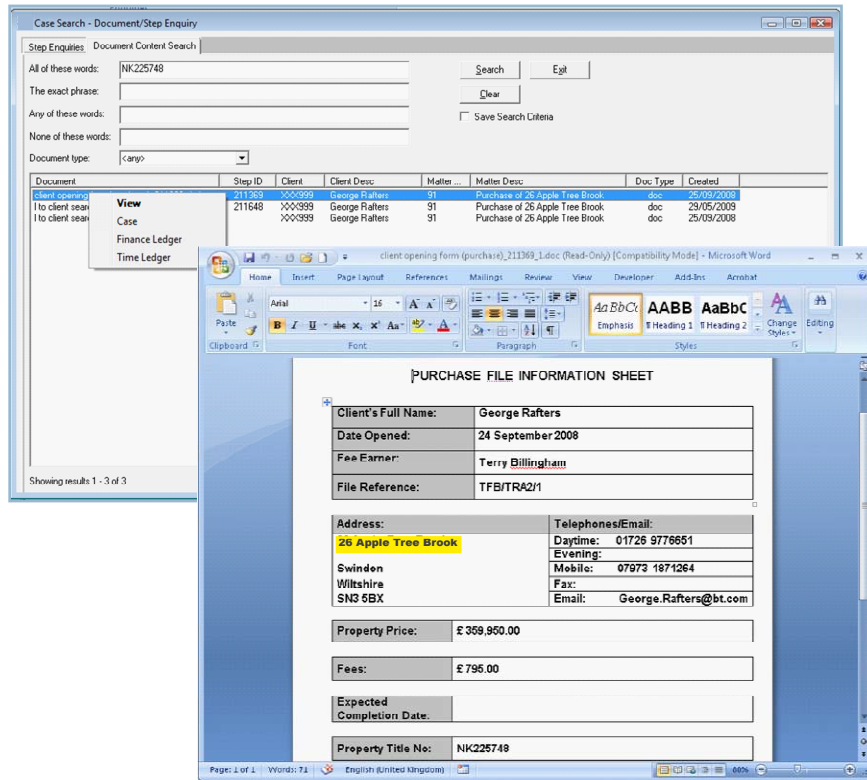 Case Search - Document/Step Enquiry
Step Enquiries Document Content Search
All of these words: NK225748
The exact phrase:
Any of these words:
None of these words:
Document type: <any>
Search Exit
Clear
Save Search Criteria
Document Step ID Client Client Desc Matter ... Matter Desc Doc Type Created
client opening 211369 XXX999 George Rafters 91 Purchase of 26 Apple Tree Brook doc 25/09/2008
l to client sear 211648 XXX999 George Rafters 91 Purchase of 26 Apple Tree Brook doc 29/05/2009
l to client sear XXX999 George Rafters 91 Purchase of 26 Apple Tree Brook doc 25/09/2008
View
Case
Finance Ledger
Time Ledger
Showing results 1 - 3 of 3
client opening form (purchase)_211369_1.doc (Read-Only) [Compatibility Mode] - Microsoft Word
Home Insert Page Layout References Mailings Review View Developer Add-Ins Acrobat
Paste
Arial 16
AaBbCc AABB AaBbC
Emphasis ¶ Heading 1 ¶ Heading 2
Change Styles
Editing
Clipboard Font Paragraph Styles
PURCHASE FILE INFORMATION SHEET
Client's Full Name: George Rafters
Date Opened: 24 September 2008
Fee Earner: Terry Billingham
File Reference: TFB/TRA2/1
Address: Telephones/Email:
26 Apple Tree Brook Daytime: 01726 9776651
Evening:
Swindon Mobile: 07973 1871264
Wiltshire Fax:
SN3 5BX Email: George.Rafters@bt.com
Property Price: £ 359,950.00
Fees: £ 795.00
Expected
Completion Date:
Property Title No: NK225748
Page: 1 of 1 Words: 71 English (United Kingdom) 88%